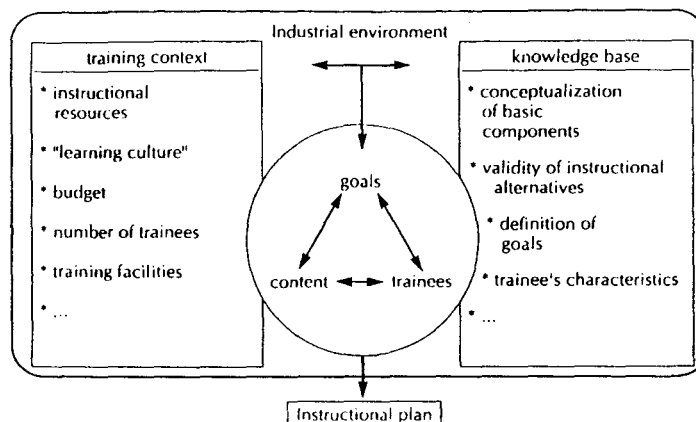 Industrial environment
training context
* instructional
resources
* "learning culture"
* budget
* number of trainees
* training facilities
* ...
goals
content
trainees
knowledge base
* conceptualization
of basic
components
* validity of instructional
alternatives
* definition of
goals
* trainee's characteristics
* ...
Instructional plan